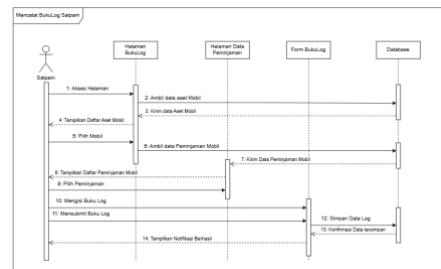 Mencatat BukuLog Satpam
Halaman
BukuLog
Halaman Data
Peminjaman
Form BukuLog
Database
Satpam
1: Akses Halaman
2: Ambil data aset Mobil
3: Kirim data Aset Mobil
4: Tampilkan Daftar Aset Mobil
5: Pilih Mobil
6: Ambil data Peminjaman Mobil
7: Kirim Data Peminjaman Mobil
8: Tampilkan Daftar Peminjaman Mobil
9: Pilih Peminjaman
10: Mengisi Buku Log
11: Mensubmit Buku Log
12: Simpan Data Log
13: Konfirmasi Data tersimpan
14: Tampilkan Notifikasi Berhasil